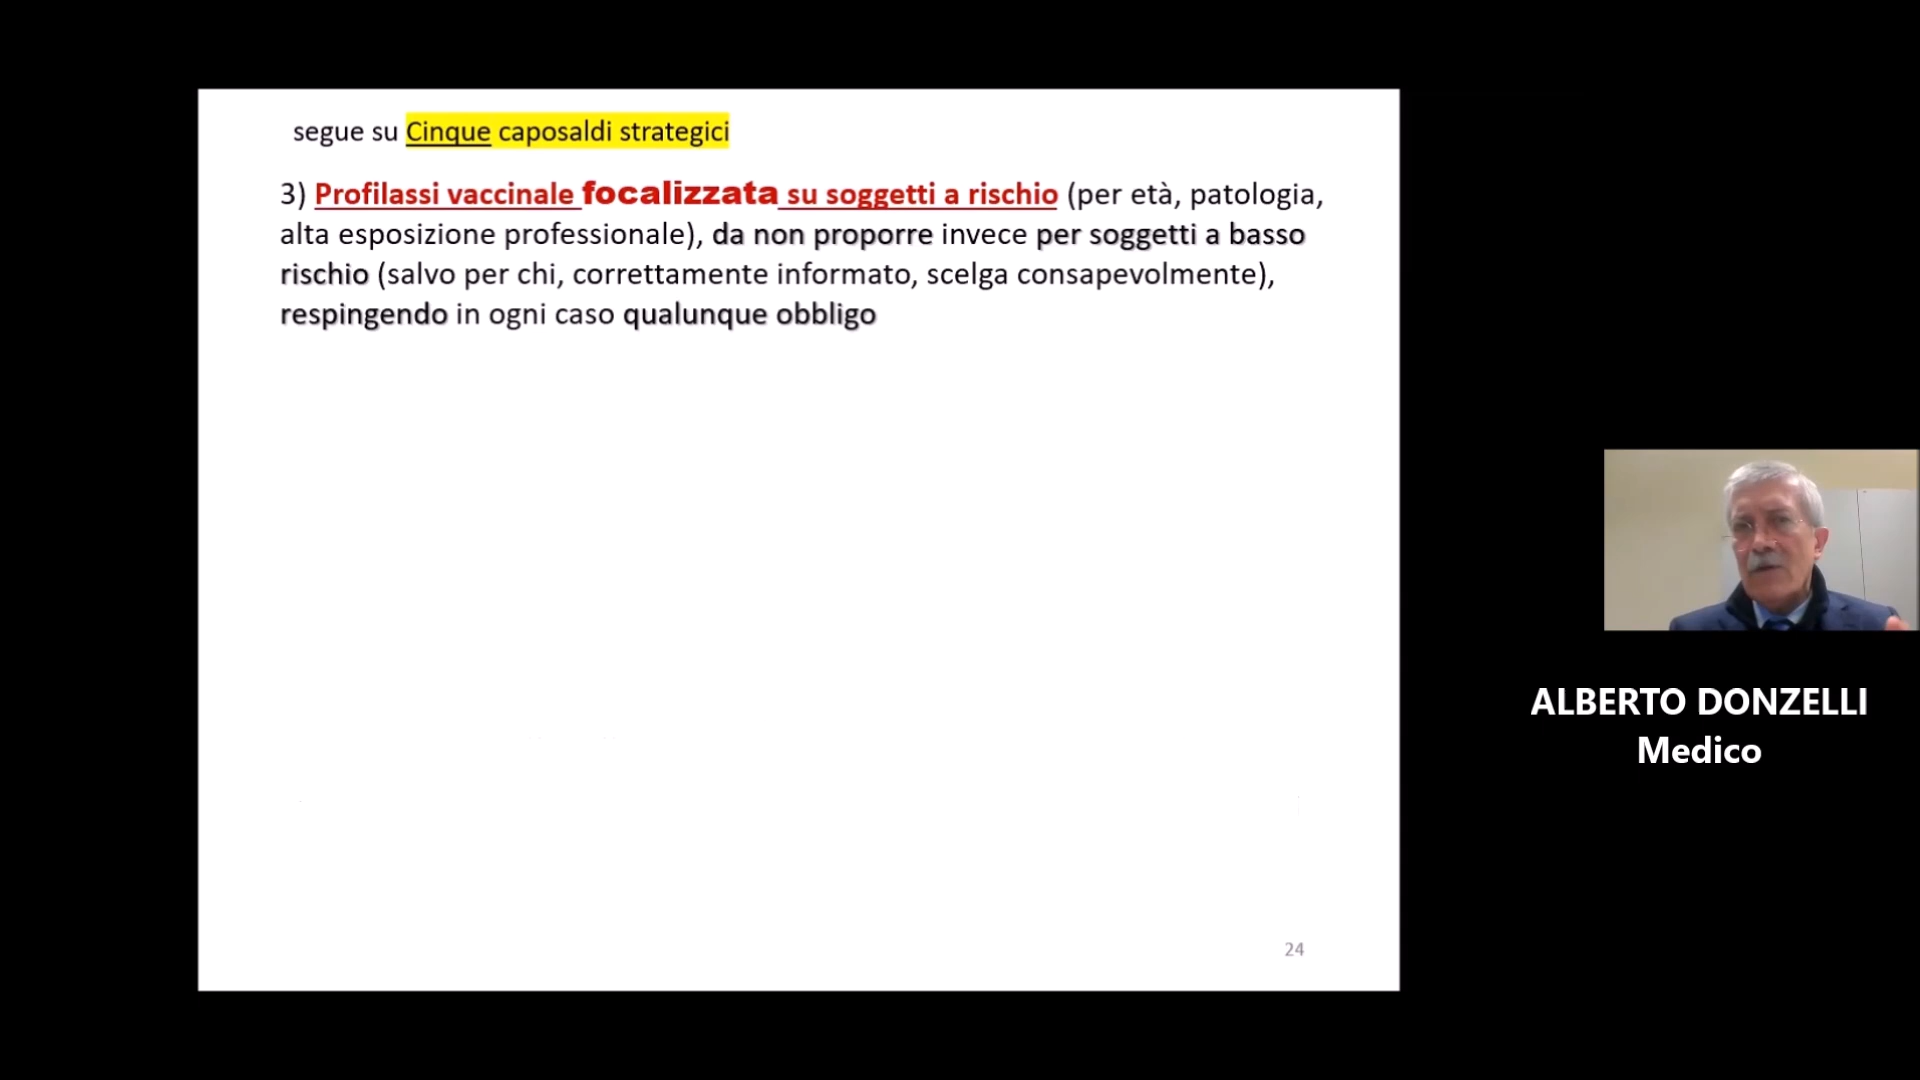 segue su Cinque caposaldi strategici
3) Profilassi vaccinale focalizzata su soggetti a rischio (per età, patologia,
alta esposizione professionale), da non proporre invece per soggetti a basso
rischio (salvo per chi, correttamente informato, scelga consapevolmente),
respingendo in ogni caso qualunque obbligo
24
ALBERTO DONZELLI
Medico